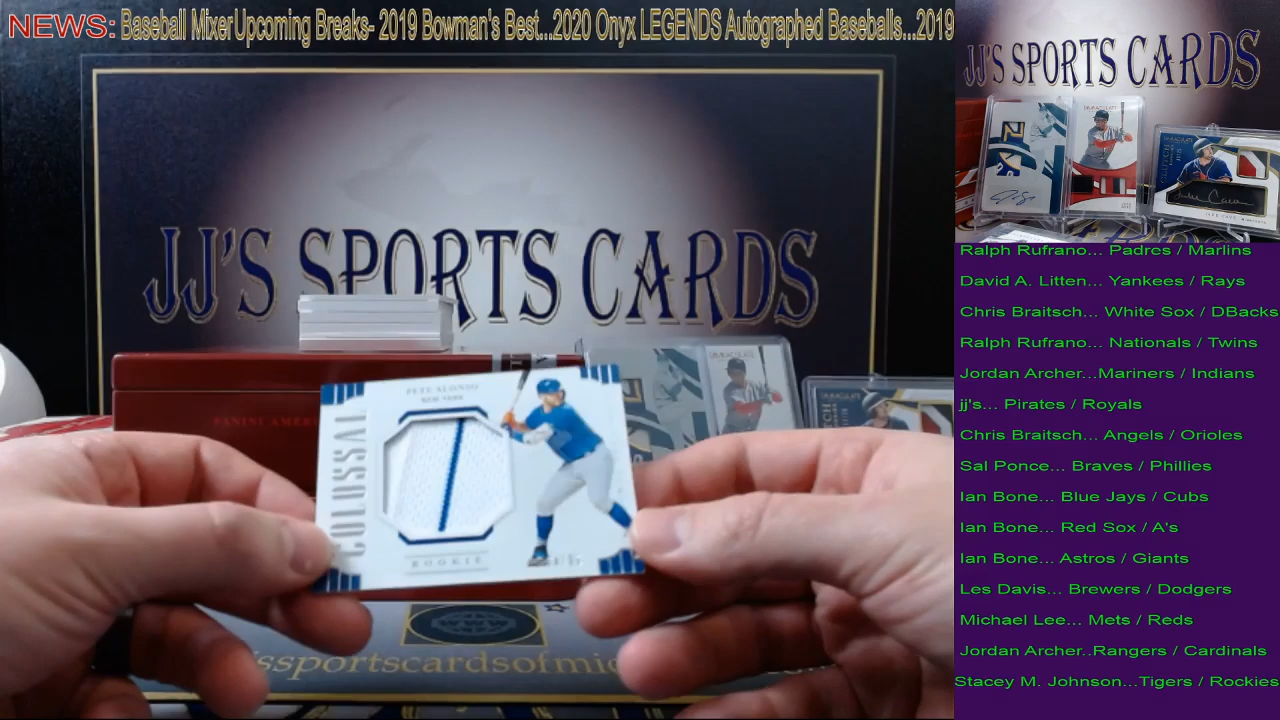 NEWS: Baseball Mixer Upcoming Breaks- 2019 Bowman's Best...2020 Onyx LEGENDS Autographed Baseballs...2019
JJ'S SPORTS CARDS
PETE ALONSO
NEW YORK
COLOSSAL
ROOKIE
PANINI AMERI
WWW
ssportscardsofmic
JJ'S SPORTS CARDS
Ralph Rufrano... Padres / Marlins
David A. Litten... Yankees / Rays
Chris Braitsch... White Sox / DBacks
Ralph Rufrano... Nationals / Twins
Jordan Archer...Mariners / Indians
jj's... Pirates / Royals
Chris Braitsch... Angels / Orioles
Sal Ponce... Braves / Phillies
Ian Bone... Blue Jays / Cubs
Ian Bone... Red Sox / A's
Ian Bone... Astros / Giants
Les Davis... Brewers / Dodgers
Michael Lee... Mets / Reds
Jordan Archer..Rangers / Cardinals
Stacey M. Johnson...Tigers / Rockies